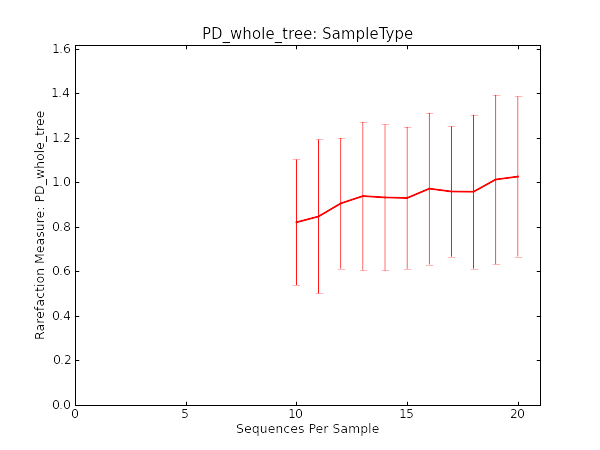 PD_whole_tree: SampleType
1.6
1.4
1.2
1.0
0.8
0.6
0.4
0.2
0.0
Rarefaction Measure: PD_whole_tree
0 5 10 15 20
Sequences Per Sample